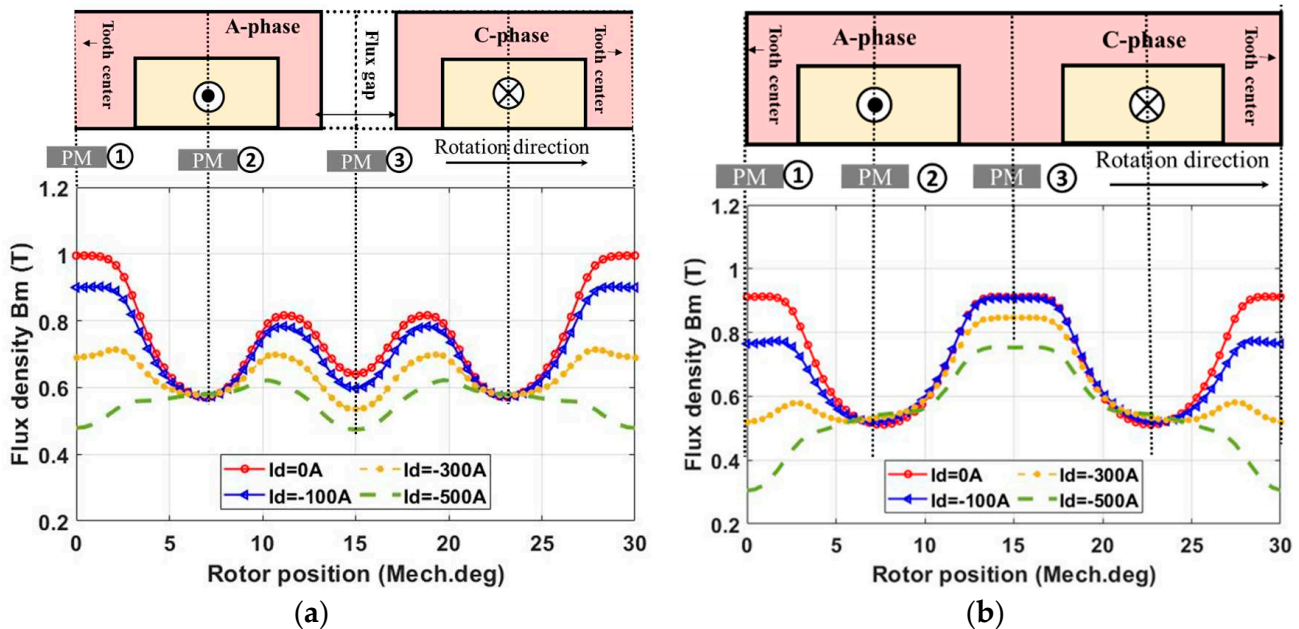 A-phase
C-phase
Tooth center
Flux gap
Tooth center
PM ①
PM ②
PM ③
Rotation direction
1.2
1
0.8
0.6
0.4
0.2
Flux density Bm (T)
Id=0A
Id=-300A
Id=-100A
Id=-500A
0
5
10
15
20
25
30
Rotor position (Mech.deg)
(a)
A-phase
C-phase
Tooth center
Tooth center
PM ①
PM ②
PM ③
Rotation direction
1.2
1
0.8
0.6
0.4
0.2
Flux density Bm (T)
Id=0A
Id=-300A
Id=-100A
Id=-500A
0
5
10
15
20
25
30
Rotor position (Mech.deg)
(b)